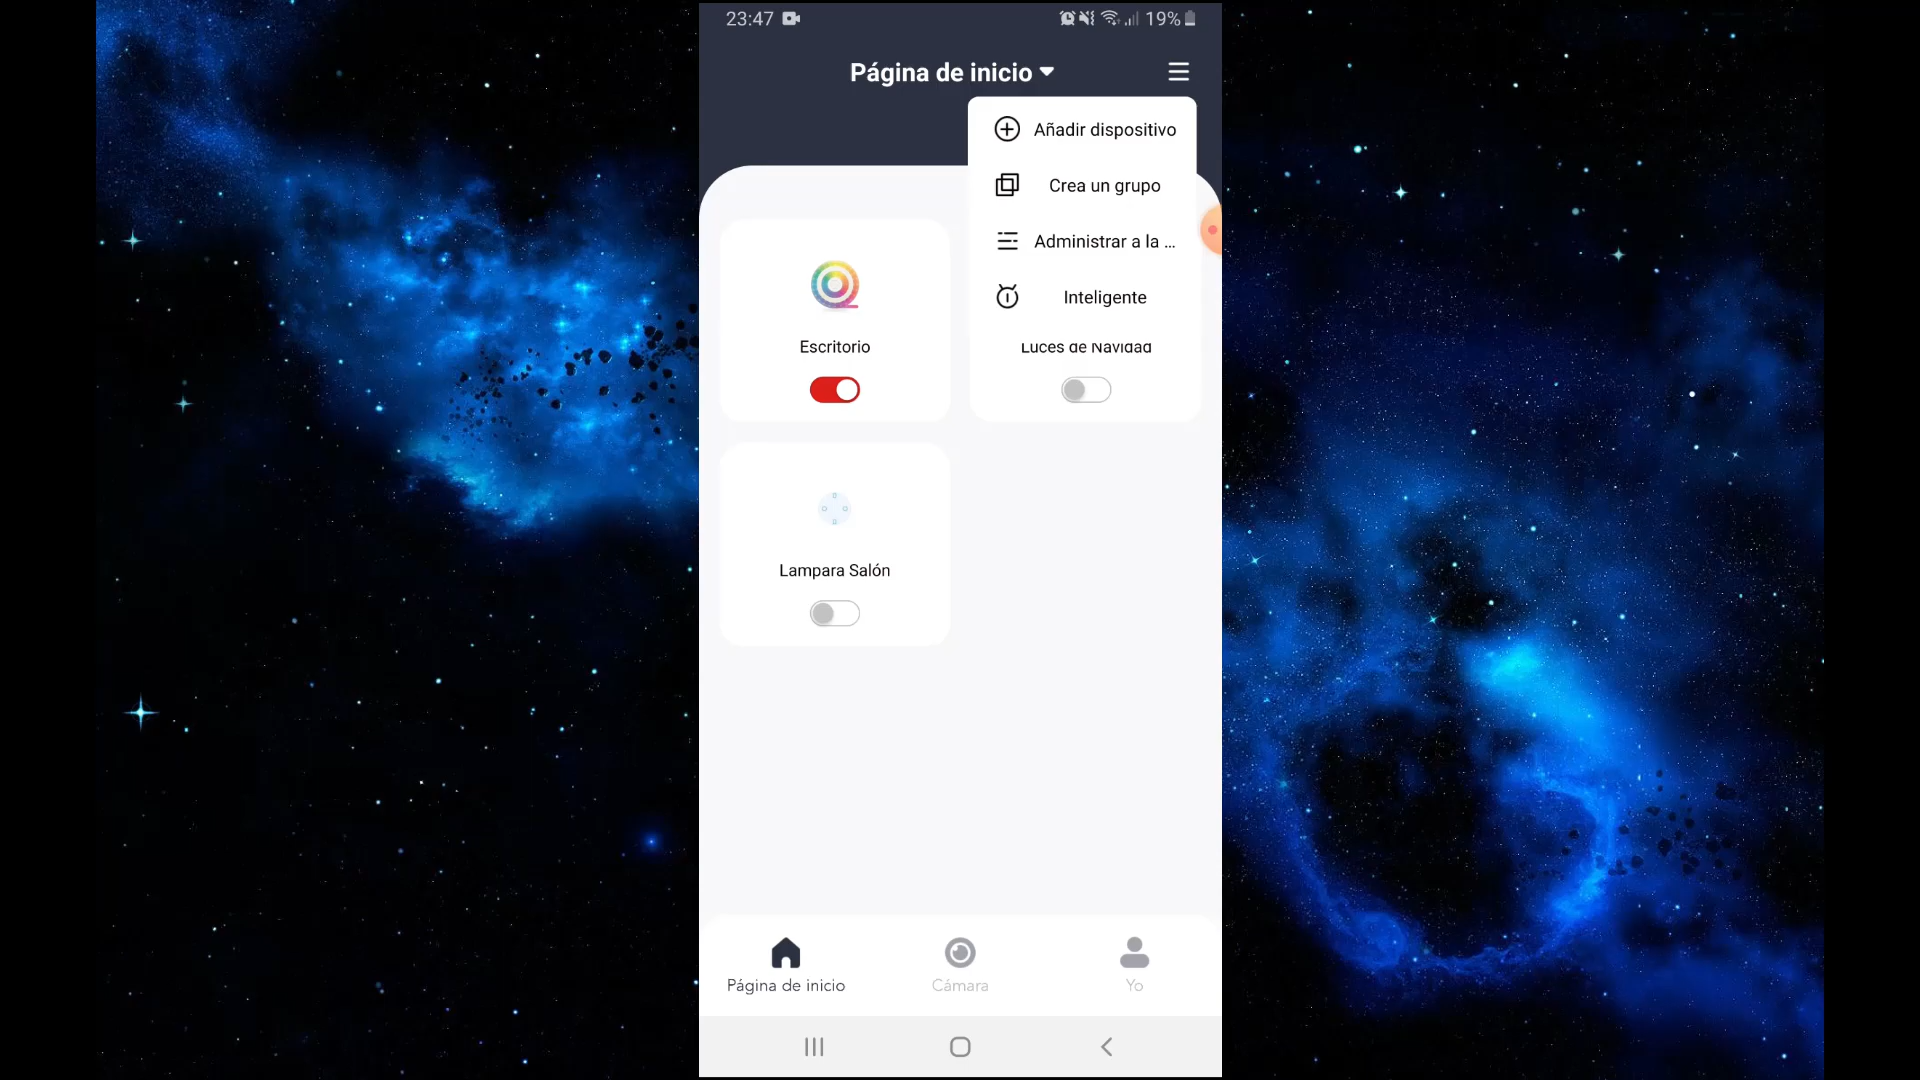 23:47
19%
Página de inicio
Añadir dispositivo
Crea un grupo
Administrar a la ...
Inteligente
Escritorio
Luces de Navidad
Lampara Salón
Página de inicio
Cámara
Yo